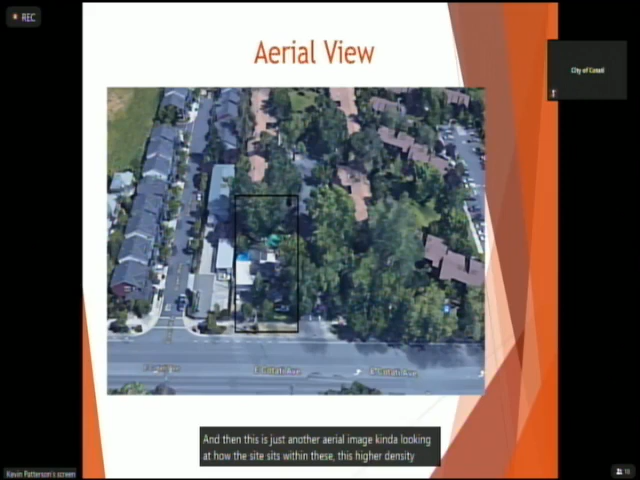 REC
Aerial View
City of Cotati
E Cotati Ave
E Cotati Ave
And then this is just another aerial image kinda looking
at how the site sits within these, this higher density
Kevin Patterson's screen